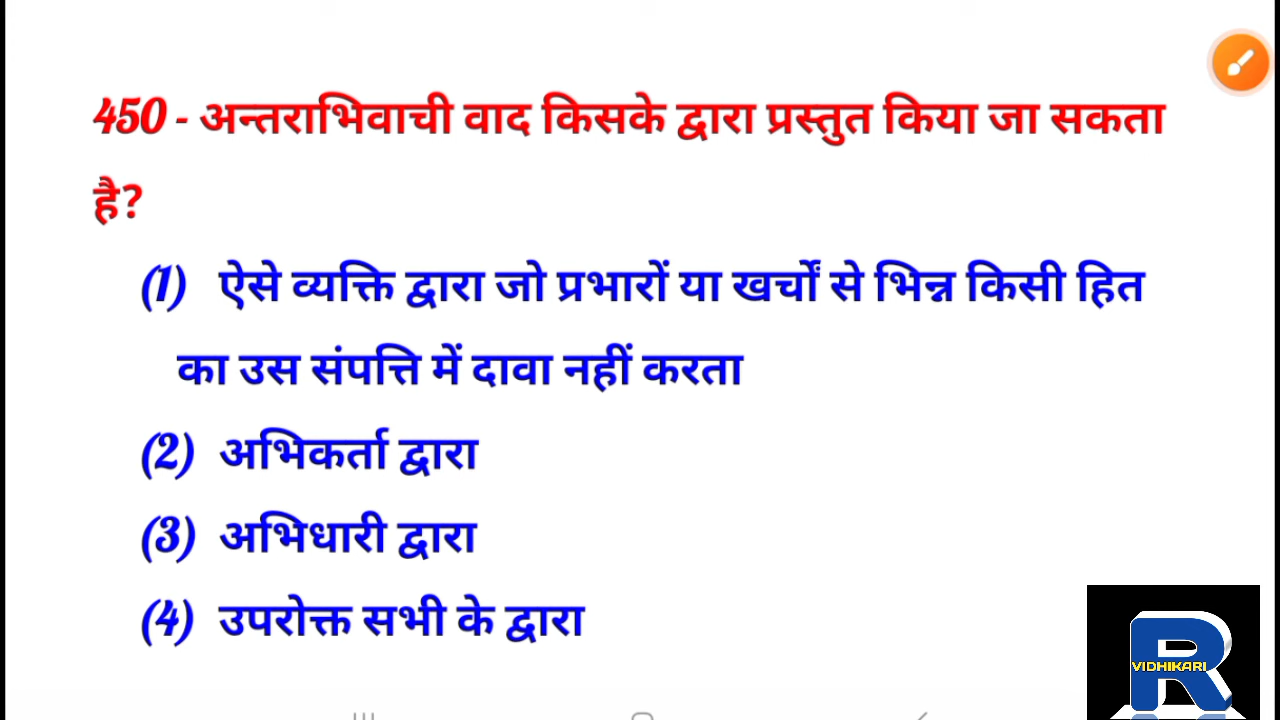 450 - अन्तराभिवाची वाद किसके द्वारा प्रस्तुत किया जा सकता
है?
(1) ऐसे व्यक्ति द्वारा जो प्रभारों या खर्चों से भिन्न किसी हित
का उस संपत्ति में दावा नहीं करता
(2) अभिकर्ता द्वारा
(3) अभिधारी द्वारा
(4) उपरोक्त सभी के द्वारा
R
VIDHIKARI